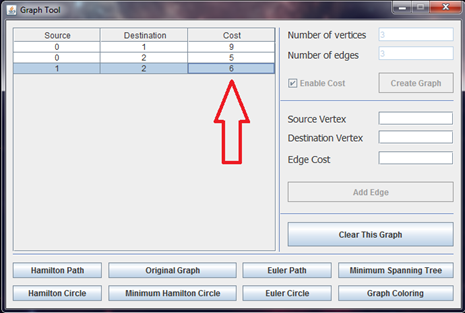 Graph Tool
Source Destination Cost
0 1 9
0 2 5
1 2 6
Number of vertices 3
Number of edges 3
Enable Cost Create Graph
Source Vertex
Destination Vertex
Edge Cost
Add Edge
Clear This Graph
Hamilton Path Original Graph Euler Path Minimum Spanning Tree
Hamilton Circle Minimum Hamilton Circle Euler Circle Graph Coloring